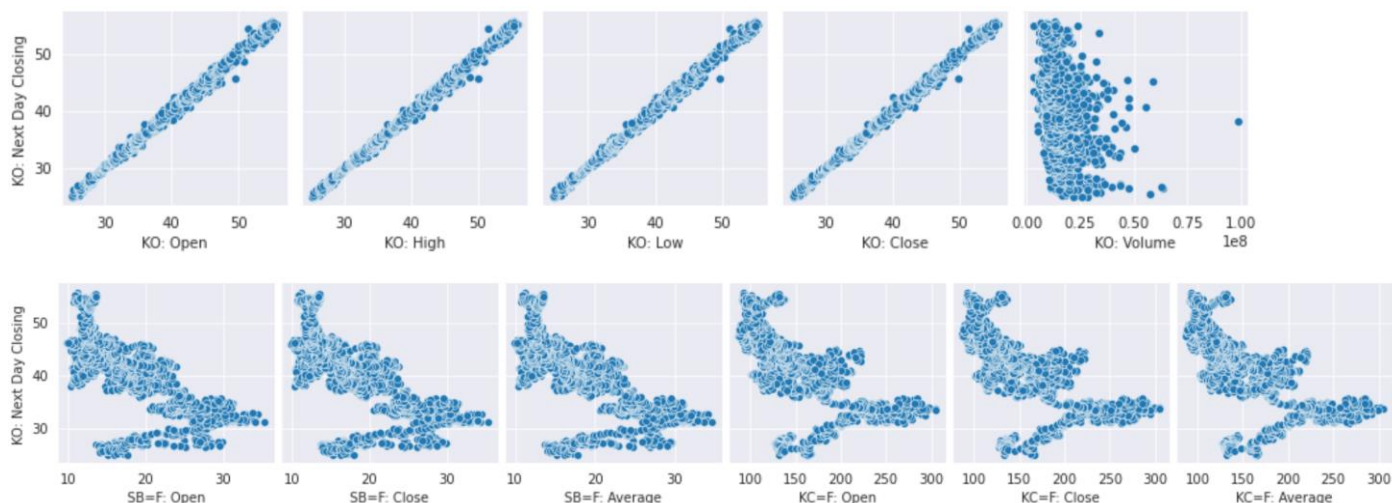 KO: Next Day Closing
50
40
30
30 40 50
KO: Open
30 40 50
KO: High
30 40 50
KO: Low
30 40 50
KO: Close
0.00 0.25 0.50 0.75 1.00
1e8
KO: Volume
KO: Next Day Closing
50
40
30
10 20 30
SB=F: Open
10 20 30
SB=F: Close
10 20 30
SB=F: Average
100 150 200 250 300
KC=F: Open
100 150 200 250 300
KC=F: Close
100 150 200 250 300
KC=F: Average